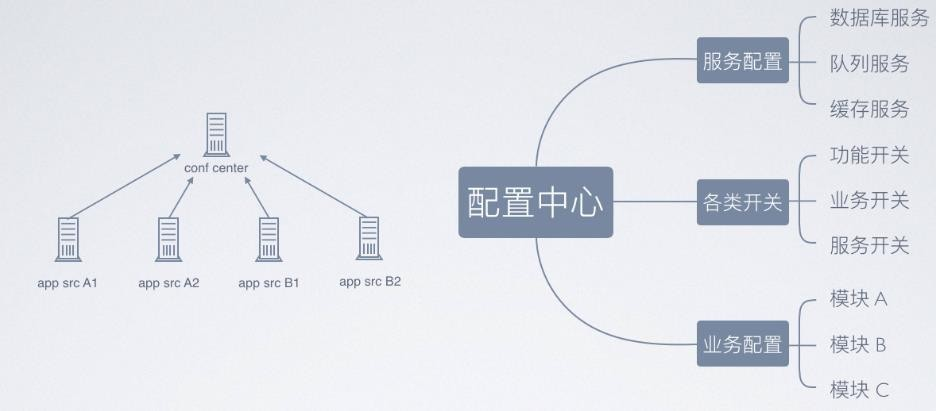 conf center
app src A1
app src A2
app src B1
app src B2
配置中心
服务配置
数据库服务
队列服务
缓存服务
各类开关
功能开关
业务开关
服务开关
业务配置
模块 A
模块 B
模块 C